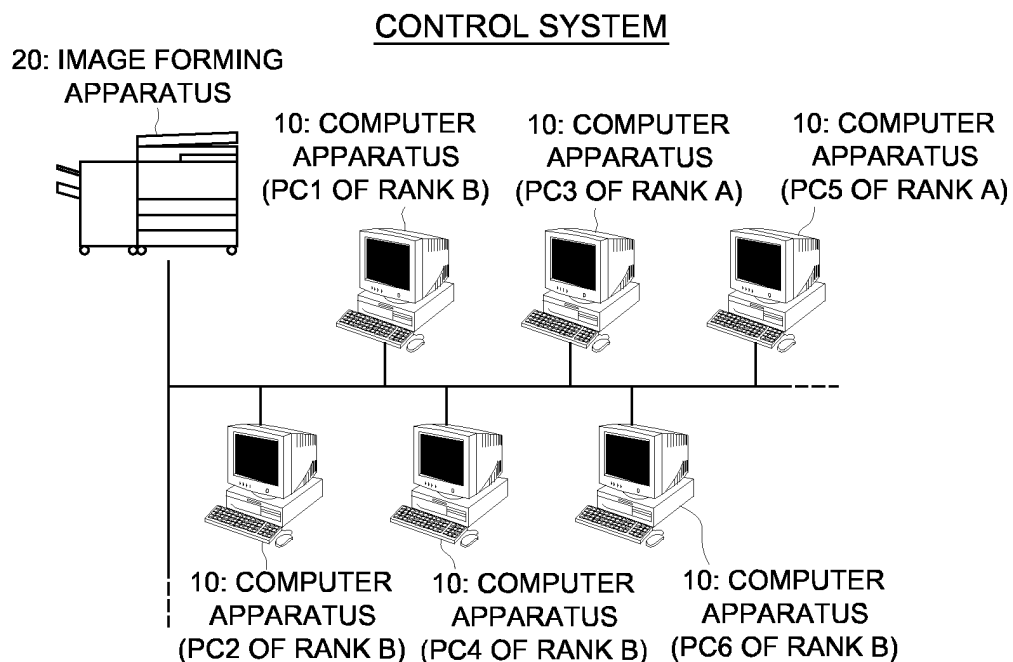 CONTROL SYSTEM
20: IMAGE FORMING
APPARATUS
10: COMPUTER
APPARATUS
(PC1 OF RANK B)
10: COMPUTER
APPARATUS
(PC3 OF RANK A)
10: COMPUTER
APPARATUS
(PC5 OF RANK A)
10: COMPUTER
APPARATUS
(PC2 OF RANK B)
10: COMPUTER
APPARATUS
(PC4 OF RANK B)
10: COMPUTER
APPARATUS
(PC6 OF RANK B)